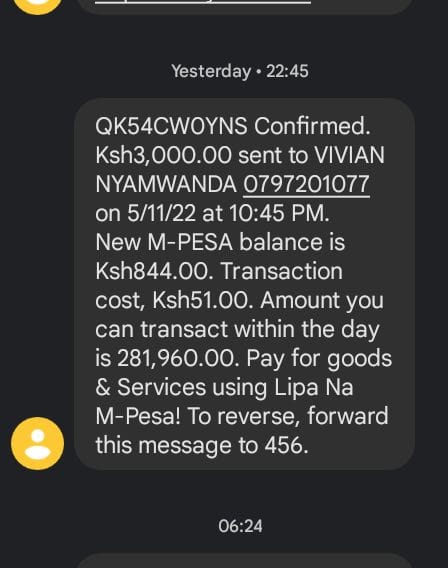 Yesterday • 22:45
QK54CW0YNS Confirmed.
Ksh3,000.00 sent to VIVIAN
NYAMWANDA 0797201077
on 5/11/22 at 10:45 PM.
New M-PESA balance is
Ksh844.00. Transaction
cost, Ksh51.00. Amount you
can transact within the day
is 281,960.00. Pay for goods
& Services using Lipa Na
M-Pesa! To reverse, forward
this message to 456.
06:24